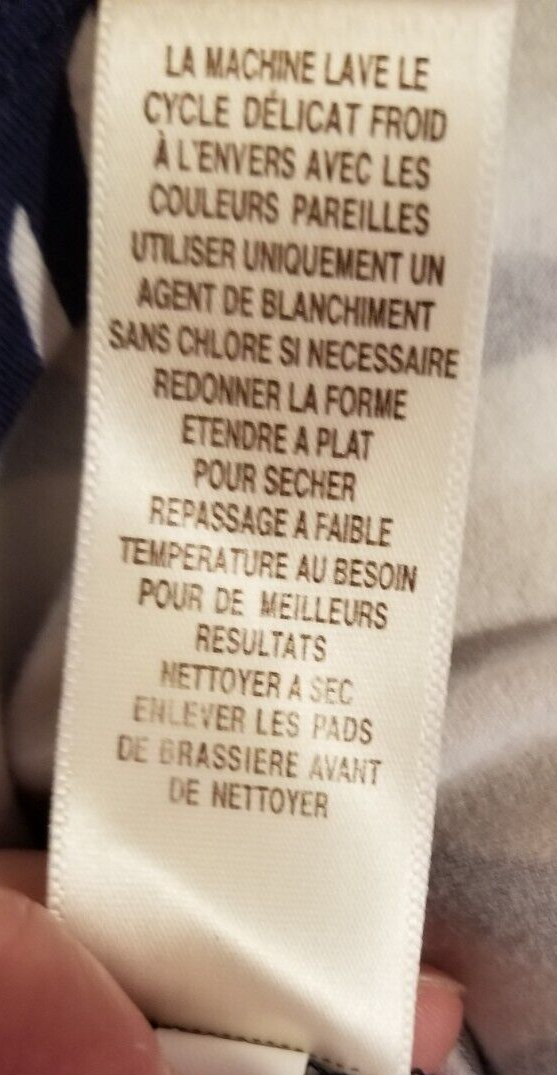 LA MACHINE LAVE LE
CYCLE DÉLICAT FROID
À L'ENVERS AVEC LES
COULEURS PAREILLES
UTILISER UNIQUEMENT UN
AGENT DE BLANCHIMENT
SANS CHLORE SI NECESSAIRE
REDONNER LA FORME
ETENDRE A PLAT
POUR SECHER
REPASSAGE A FAIBLE
TEMPERATURE AU BESOIN
POUR DE MEILLEURS
RESULTATS
NETTOYER A SEC
ENLEVER LES PADS
DE BRASSIERE AVANT
DE NETTOYER